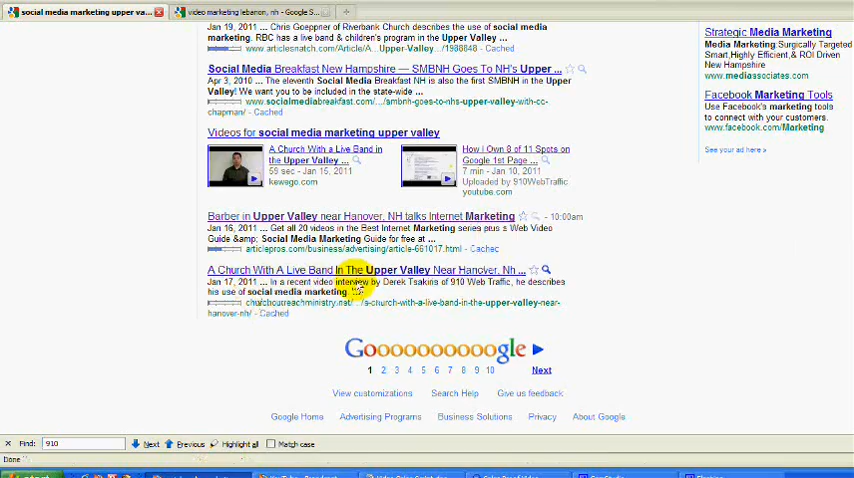 social media marketing upper va...
video marketing lebanon, nh - Google S...
Jan 19, 2011 ... Chris Goeppner of Riverbank Church describes the use of social media
marketing. RBC has a live band & children's program in the Upper Valley ...
www.articlesnatch.com/Article/A...Upper-Valley.../1988848 - Cached
Social Media Breakfast New Hampshire — SMBNH Goes To NH's Upper ...
Apr 3, 2010 ... The eleventh Social Media Breakfast NH is also the first SMBNH in the Upper
Valley! We want you to be included in the state-wide ...
www.socialmediabreakfast.com/.../smbnh-goes-to-nhs-upper-valley-with-cc-
chapman/ - Cached
Videos for social media marketing upper valley
A Church With a Live Band in
the Upper Valley ...
59 sec - Jan 15, 2011
kewego.com
How i Own 8 of 11 Spots on
Google 1st Page ...
7 min - Jan 10, 2011
Uploaded by 910WebTraffic
youtube.com
Barber in Upper Valley near Hanover, NH talks Internet Marketing - 10:00am
Jan 16, 2011 ... Get all 20 videos in the Best Internet Marketing series plus a Web Video
Guide &amp; Social Media Marketing Guide for free at ...
articlepros.com/business/advertising/article-661017.html - Cached
A Church With A Live Band In The Upper Valley Near Hanover, Nh ...
Jan 17, 2011 ... In a recent video interview by Derek Tsakins of 910 Web Traffic, he describes
his use of social media marketing
churchoutreachministry.net/.../a-church-with-a-live-band-in-the-upper-valley-near-
hanover-nh/ - Cached
Strategic Media Marketing
Media Marketing:Surgically Targeted
Smart,Highly Efficient,& ROI Driven
New Hampshire
www.mediassociates.com
Facebook Marketing Tools
Use Facebook's marketing tools
to connect with your customers.
www.facebook.com/Marketing
See your ad here »
Goooooooooogle
1 2 3 4 5 6 7 8 9 10 Next
View customizations Search Help Give us feedback
Google Home Advertising Programs Business Solutions Privacy About Google
Find: 910 Next Previous Highlight all Match case
Done